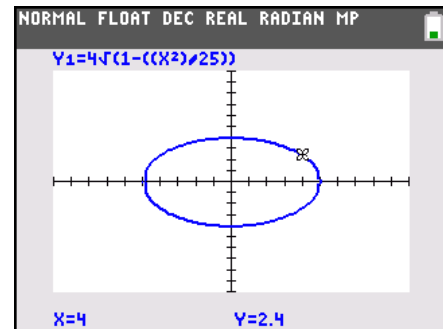 NORMAL FLOAT DEC REAL RADIAN MP
Y1=4√(1-((X²)/25))
X=4 Y=2.4